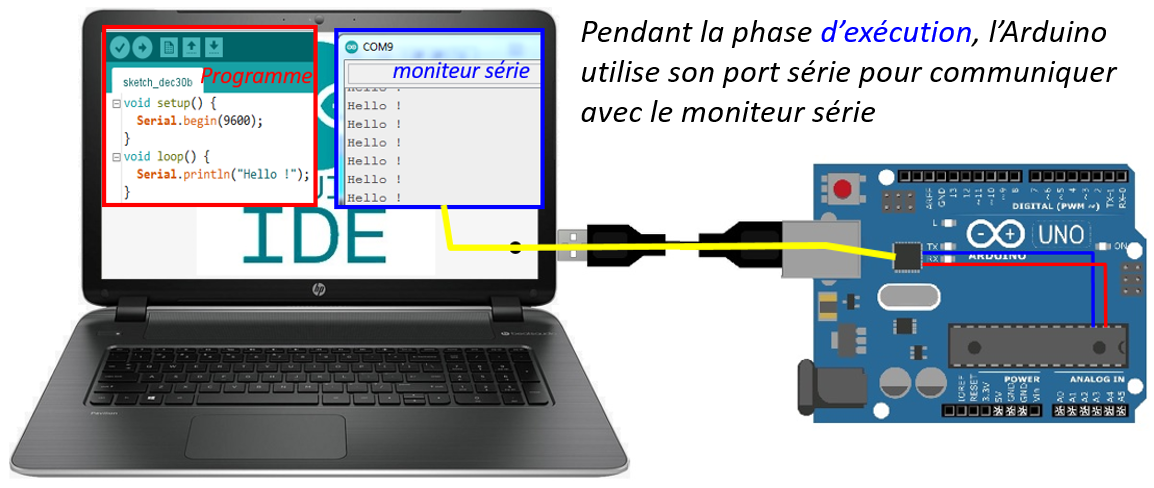 Pendant la phase d'exécution, l'Arduino
utilise son port série pour communiquer
avec le moniteur série
sketch_dec30b
Programme
void setup() {
Serial.begin(9600);
}
void loop() {
Serial.println("Hello !");
}
COM9
moniteur série
Hello !
Hello !
Hello !
Hello !
Hello !
Hello !
IDE
hp
AREF
GND
13
12
~11
~10
~9
8
7
~6
~5
4
~3
2
TX-1
RX-0
DIGITAL (PWM ~)
L
TX
RX
UNO
ON
ARDUINO
POWER
ANALOG IN
IOREF
RESET
3.3V
5V
GND
GND
Vin
A0
A1
A2
A3
A4
A5